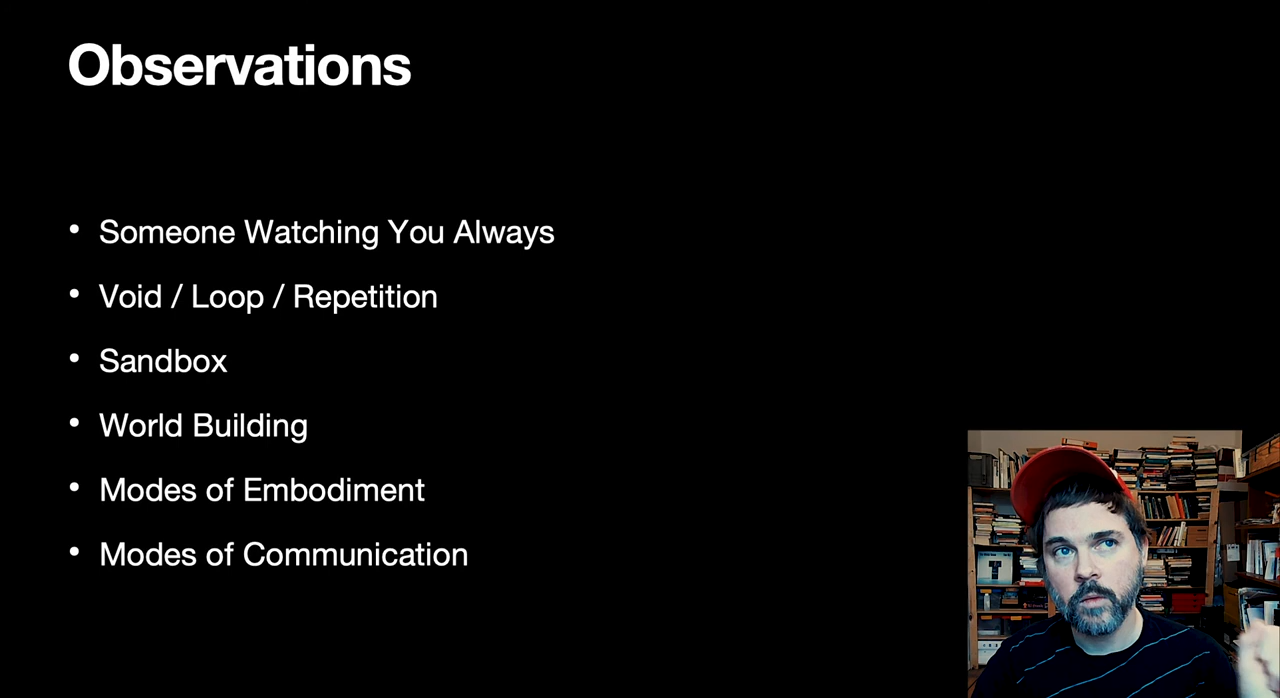 Observations
• Someone Watching You Always
• Void / Loop / Repetition
• Sandbox
• World Building
• Modes of Embodiment
• Modes of Communication
T